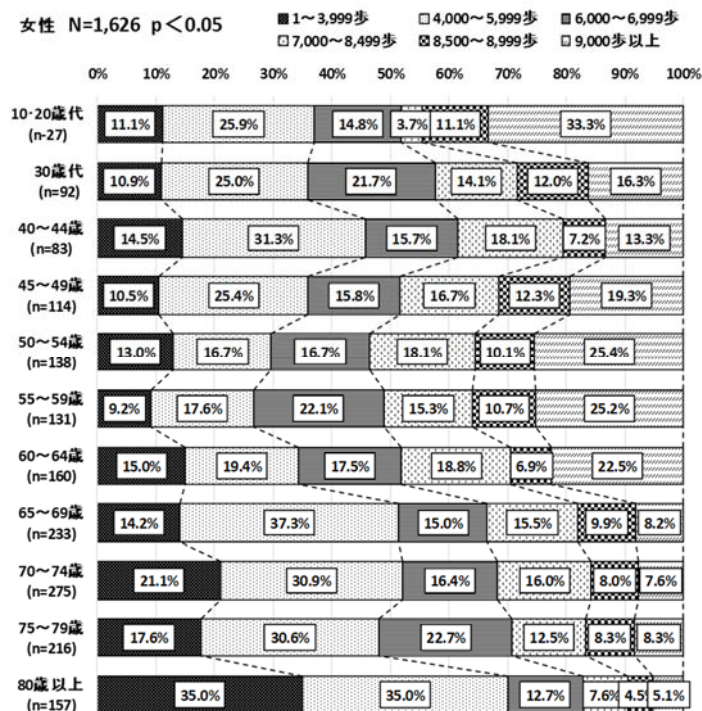 女性 N=1,626 p<0.05
1~3,999歩 4,000~5,999歩 6,000~6,999歩
7,000~8,499歩 8,500~8,999歩 9,000歩以上
0% 10% 20% 30% 40% 50% 60% 70% 80% 90% 100%
10·20歳代
(n-27)
11.1% 25.9% 14.8% 3.7% 11.1% 33.3%
30歳代
(n=92)
10.9% 25.0% 21.7% 14.1% 12.0% 16.3%
40~44歳
(n=83)
14.5% 31.3% 15.7% 18.1% 7.2% 13.3%
45~49歳
(n=114)
10.5% 25.4% 15.8% 16.7% 12.3% 19.3%
50~54歳
(n=138)
13.0% 16.7% 16.7% 18.1% 10.1% 25.4%
55~59歳
(n=131)
9.2% 17.6% 22.1% 15.3% 10.7% 25.2%
60~64歳
(n=160)
15.0% 19.4% 17.5% 18.8% 6.9% 22.5%
65~69歳
(n=233)
14.2% 37.3% 15.0% 15.5% 9.9% 8.2%
70~74歳
(n=275)
21.1% 30.9% 16.4% 16.0% 8.0% 7.6%
75~79歳
(n=216)
17.6% 30.6% 22.7% 12.5% 8.3% 8.3%
80歳以上
(n=157)
35.0% 35.0% 12.7% 7.6% 4.5% 5.1%